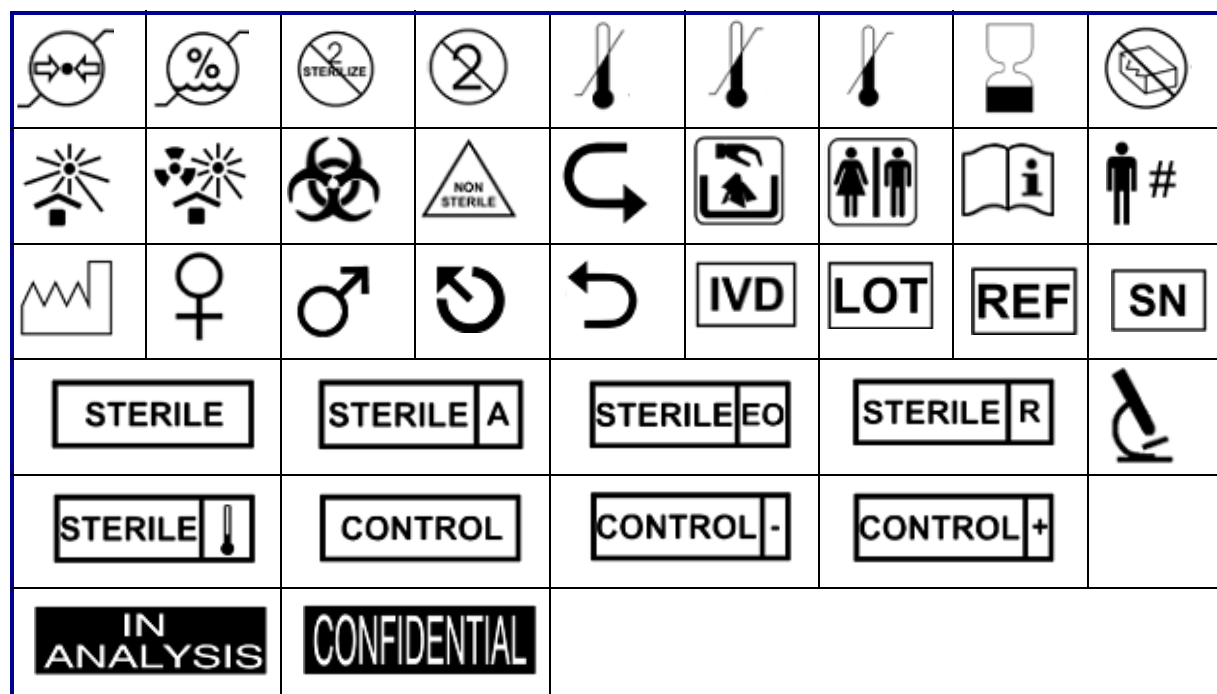 %
2
STERILIZE
2
NON
STERILE
i
#
IVD
LOT
REF
SN
STERILE
STERILE A
STERILE EO
STERILE R
STERILE
CONTROL
CONTROL -
CONTROL +
IN
ANALYSIS
CONFIDENTIAL